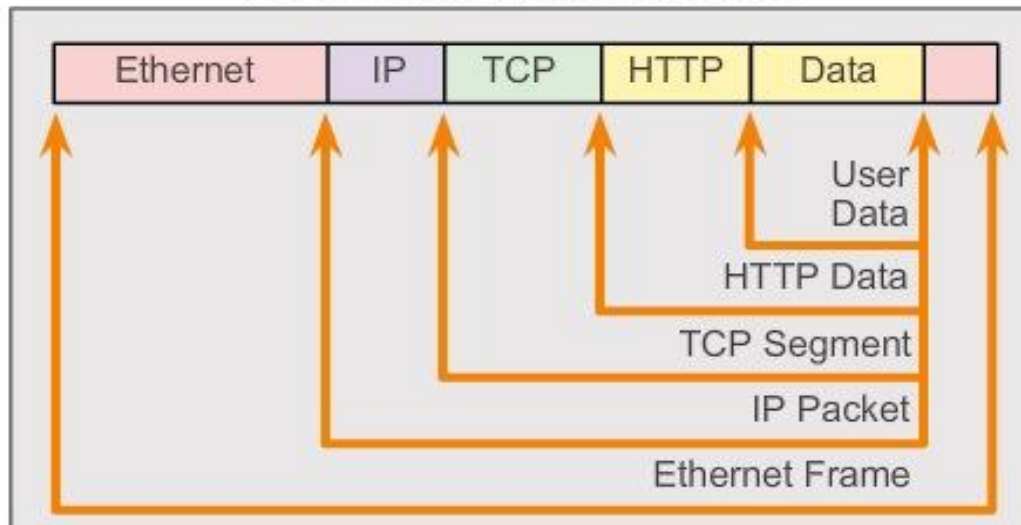 Ethernet IP TCP HTTP Data
User
Data
HTTP Data
TCP Segment
IP Packet
Ethernet Frame